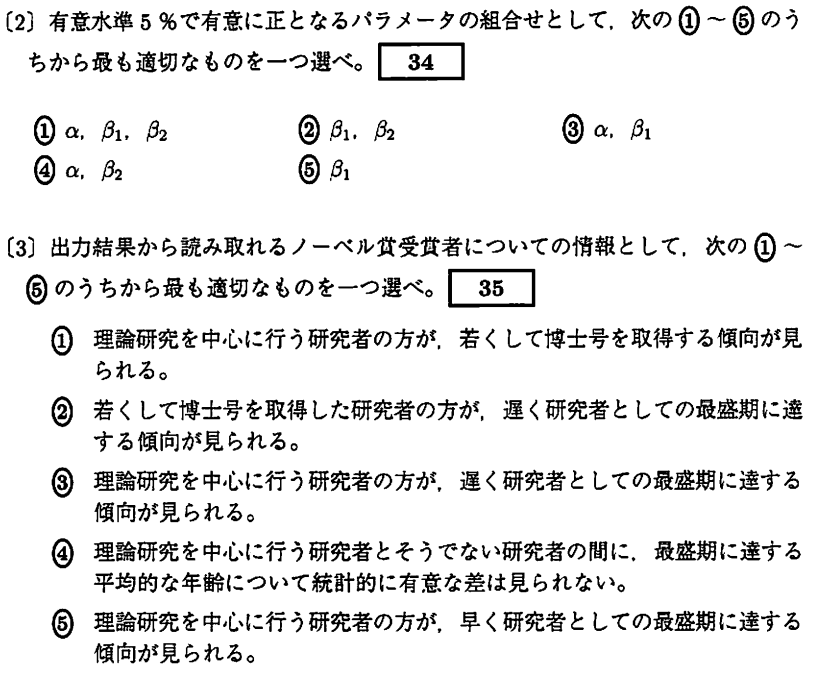 〔2〕有意水準 5 %で有意に正となるパラメータの組合せとして，次の ① ～ ⑤ のう
ちから最も適切なものを一つ選べ。 34
① α，β₁，β₂ ② β₁，β₂ ③ α，β₁
④ α，β₂ ⑤ β₁
〔3〕出力結果から読み取れるノーベル賞受賞者についての情報として，次の ① ～
⑤ のうちから最も適切なものを一つ選べ。 35
① 理論研究を中心に行う研究者の方が，若くして博士号を取得する傾向が見
られる。
② 若くして博士号を取得した研究者の方が，遅く研究者としての最盛期に達
する傾向が見られる。
③ 理論研究を中心に行う研究者の方が，遅く研究者としての最盛期に達する
傾向が見られる。
④ 理論研究を中心に行う研究者とそうでない研究者の間に，最盛期に達する
平均的な年齢について統計的に有意な差は見られない。
⑤ 理論研究を中心に行う研究者の方が，早く研究者としての最盛期に達する
傾向が見られる。